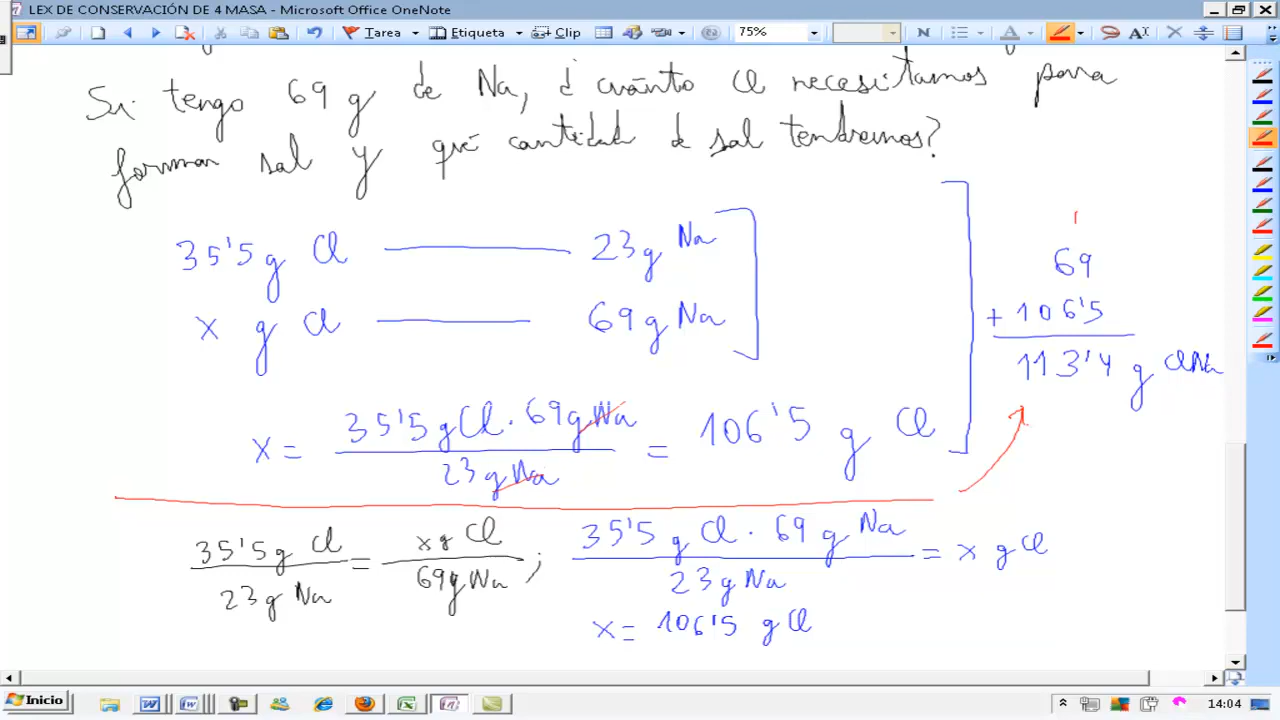 LEX DE CONSERVACIÓN DE 4 MASA - Microsoft Office OneNote
Tarea Etiqueta Clip 75% N A
Si tengo 69 g de Na, ¿ cuánto Cl necesitamos para
formar sal y qué cantidad d sal tendremos?
35'5 g Cl —— 23 g Na
x g Cl —— 69 g Na
x = 35'5 g Cl · 69 g Na / 23 g Na = 106'5 g Cl
1
69
+ 106'5
113'4 g ClNa
35'5 g Cl / 23 g Na = x g Cl / 69 g Na ; 35'5 g Cl · 69 g Na / 23 g Na = x g Cl
x = 106'5 g Cl
Inicio 14:04